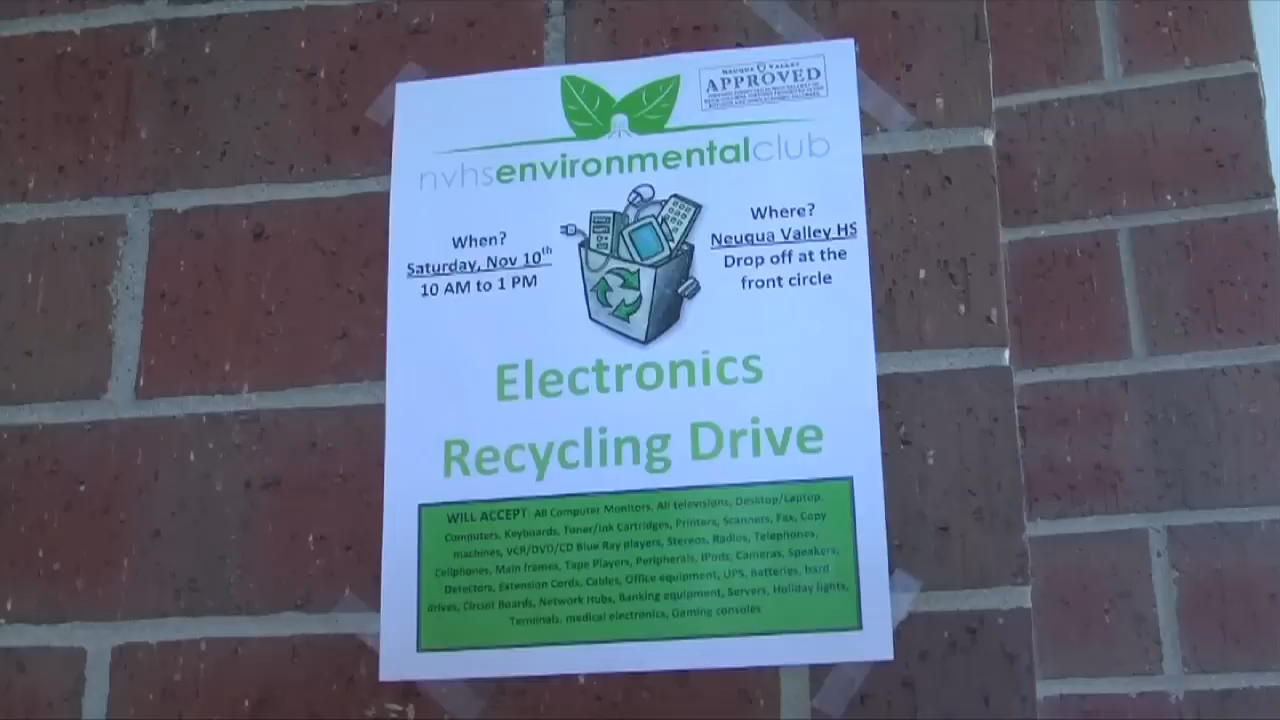 NEUQUA VALLEY
APPROVED
nvhsenvironmentalclub
When?
Saturday, Nov 10th
10 AM to 1 PM
Where?
Neuqua Valley HS
Drop off at the
front circle
Electronics
Recycling Drive
WILL ACCEPT: All Computer Monitors, All televisions, Desktop/Laptop,
Computers, Keyboards, Toner/Ink Cartridges, Printers, Scanners, Fax, Copy
machines, VCR/DVD/CD Blue Ray players, Stereos, Radios, Telephones,
Cellphones, Main frames, Tape Players, Peripherals, IPods, Cameras, Speakers,
Detectors, Extension Cords, Cables, Office equipment, UPS, Batteries, hard
drives, Circuit Boards, Network Hubs, Banking equipment, Servers, Holiday lights,
Terminals, medical electronics, Gaming consoles